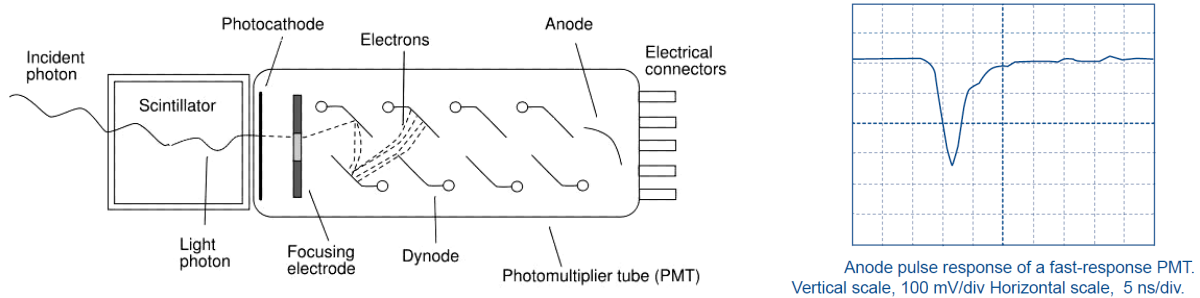 Photocathode
Anode
Electrons
Incident
photon
Electrical
connectors
Scintillator
Light
photon
Focusing
electrode
Dynode
Photomultiplier tube (PMT)
Anode pulse response of a fast-response PMT.
Vertical scale, 100 mV/div Horizontal scale, 5 ns/div.